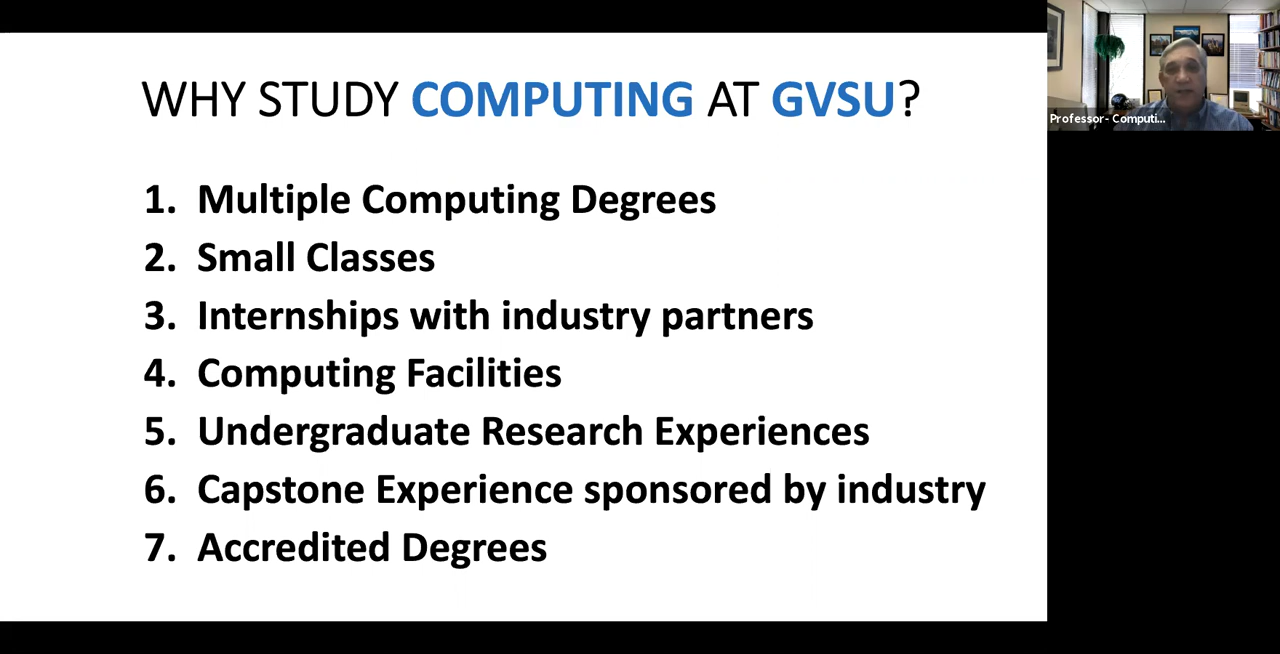 WHY STUDY COMPUTING AT GVSU?
1. Multiple Computing Degrees
2. Small Classes
3. Internships with industry partners
4. Computing Facilities
5. Undergraduate Research Experiences
6. Capstone Experience sponsored by industry
7. Accredited Degrees
Professor- Computi...